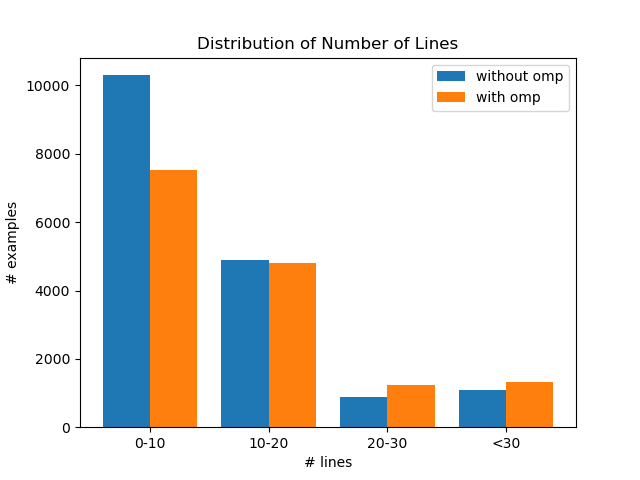 Distribution of Number of Lines
without omp
with omp
# examples
10000
8000
6000
4000
2000
0
0-10 10-20 20-30 <30
# lines